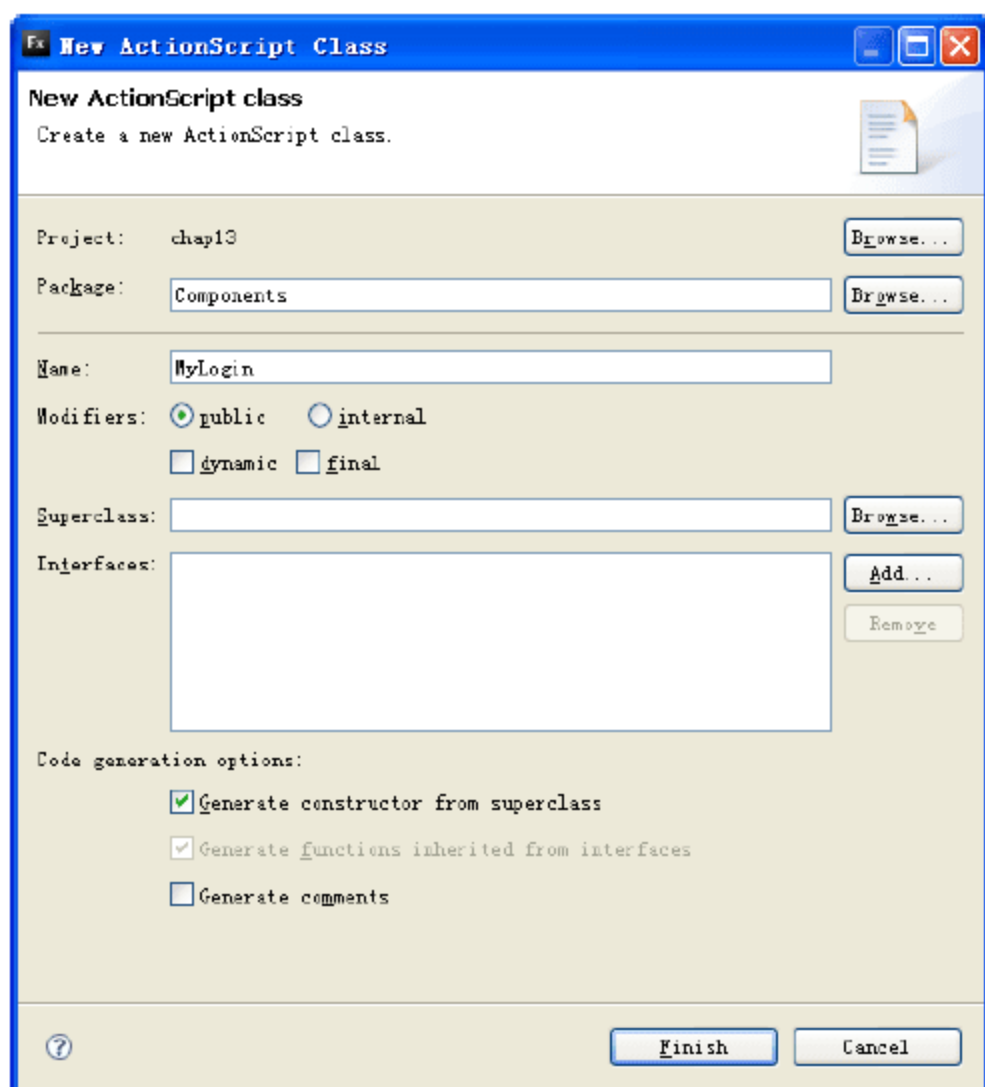 Fx New ActionScript Class
New ActionScript class
Create a new ActionScript class.
Project: chap13 Browse...
Package: Components Browse...
Name: MyLogin
Modifiers: public internal
dynamic final
Superclass: Browse...
Interfaces: Add...
Remove
Code generation options:
Generate constructor from superclass
Generate functions inherited from interfaces
Generate comments
? Finish Cancel